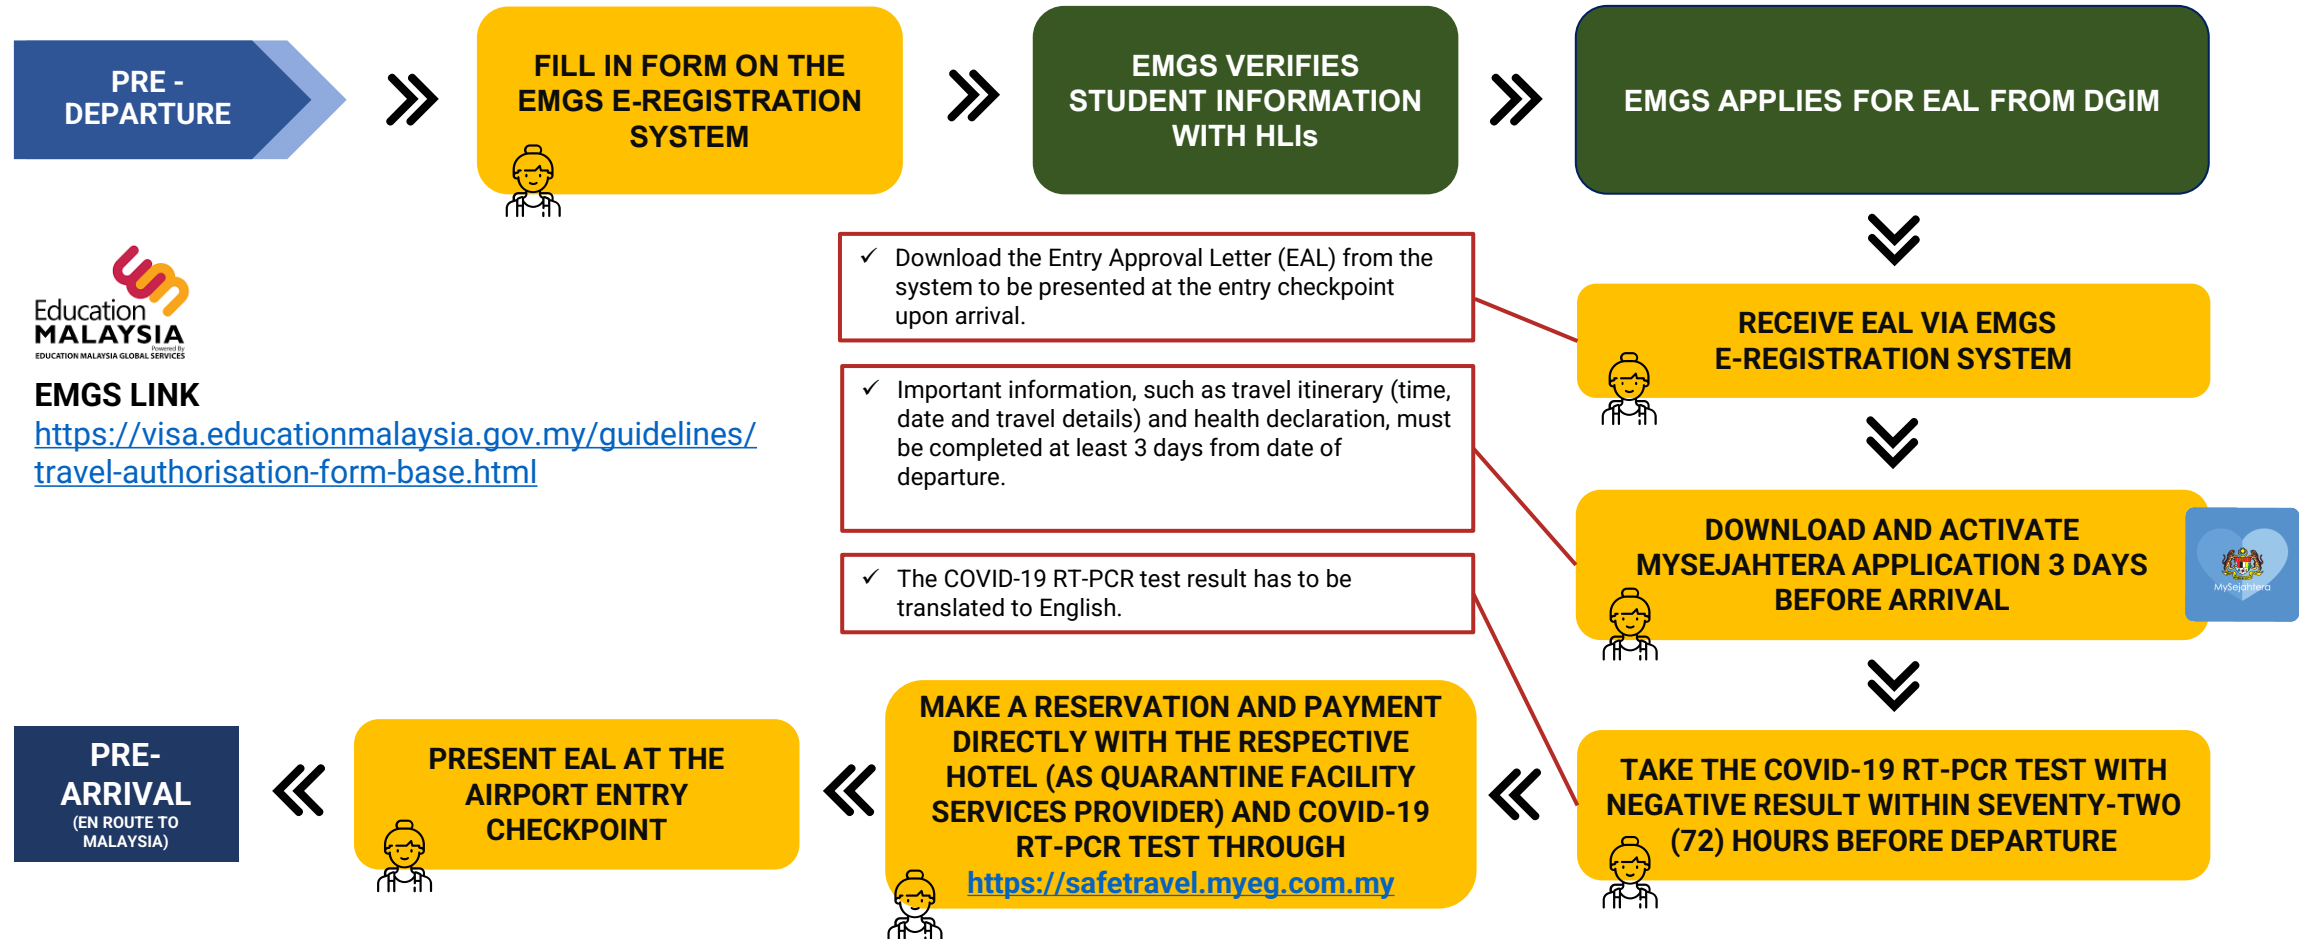 PRE -
DEPARTURE
FILL IN FORM ON THE
EMGS E-REGISTRATION
SYSTEM
EMGS VERIFIES
STUDENT INFORMATION
WITH HLIs
EMGS APPLIES FOR EAL FROM DGIM
Education
MALAYSIA
Powered By
EDUCATION MALAYSIA GLOBAL SERVICES
EMGS LINK
https://visa.educationmalaysia.gov.my/guidelines/
travel-authorisation-form-base.html
✓ Download the Entry Approval Letter (EAL) from the
system to be presented at the entry checkpoint
upon arrival.
RECEIVE EAL VIA EMGS
E-REGISTRATION SYSTEM
✓ Important information, such as travel itinerary (time,
date and travel details) and health declaration, must
be completed at least 3 days from date of
departure.
DOWNLOAD AND ACTIVATE
MYSEJAHTERA APPLICATION 3 DAYS
BEFORE ARRIVAL
MySejahtera
✓ The COVID-19 RT-PCR test result has to be
translated to English.
TAKE THE COVID-19 RT-PCR TEST WITH
NEGATIVE RESULT WITHIN SEVENTY-TWO
(72) HOURS BEFORE DEPARTURE
MAKE A RESERVATION AND PAYMENT
DIRECTLY WITH THE RESPECTIVE
HOTEL (AS QUARANTINE FACILITY
SERVICES PROVIDER) AND COVID-19
RT-PCR TEST THROUGH
https://safetravel.myeg.com.my
PRESENT EAL AT THE
AIRPORT ENTRY
CHECKPOINT
PRE-
ARRIVAL
(EN ROUTE TO
MALAYSIA)